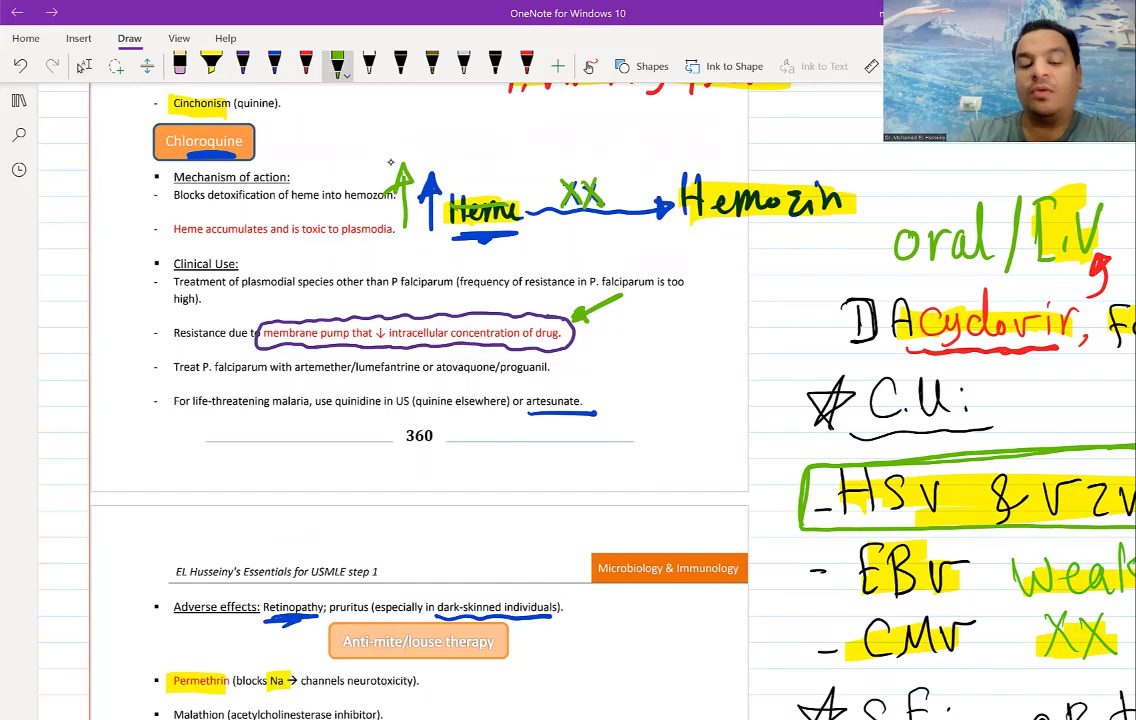 OneNote for Windows 10
Home Insert Draw View Help
Shapes Ink to Shape Ink to Text
Dr. Mohamed EL Husseiny
- Cinchonism (quinine).
Chloroquine
▪ Mechanism of action:
- Blocks detoxification of heme into hemozoin.
Heme Hemozin
- Heme accumulates and is toxic to plasmodia.
oral/I.V
▪ Clinical Use:
- Treatment of plasmodial species other than P falciparum (frequency of resistance in P. falciparum is too
high).
Acyclovir,
- Resistance due to membrane pump that ↓ intracellular concentration of drug.
- Treat P. falciparum with artemether/lumefantrine or atovaquone/proguanil.
C.U:
- For life-threatening malaria, use quinidine in US (quinine elsewhere) or artesunate.
360
- HSV & VZV
EL Husseiny's Essentials for USMLE step 1 Microbiology & Immunology
- EBV Weak
▪ Adverse effects: Retinopathy; pruritus (especially in dark-skinned individuals).
- CMV XX
Anti-mite/louse therapy
▪ Permethrin (blocks Na → channels neurotoxicity).
▪ Malathion (acetylcholinesterase inhibitor).